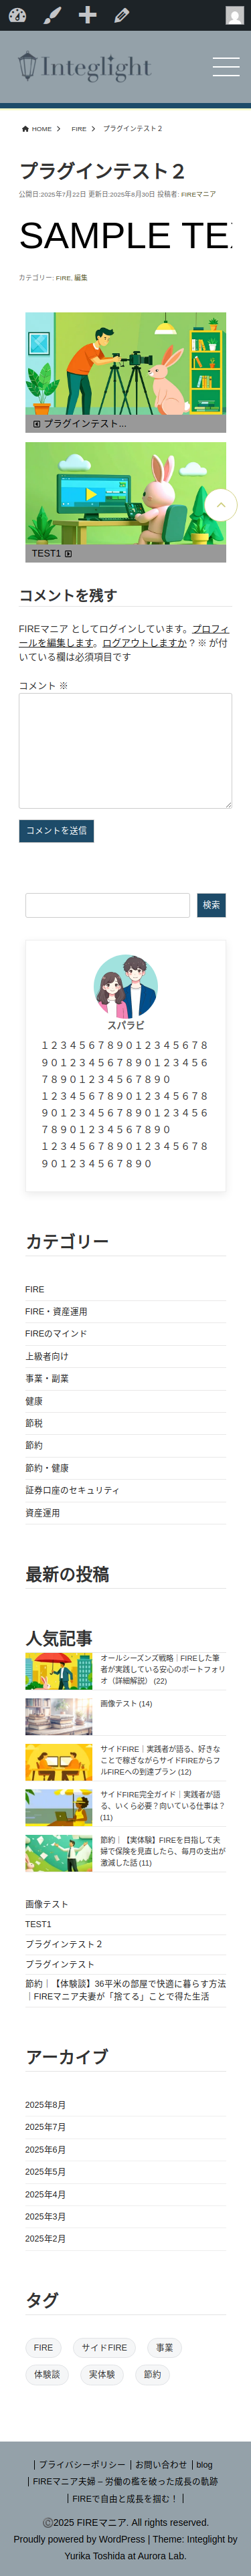 Integlight
HOME
FIRE
プラグインテスト２
プラグインテスト２
公開日:2025年7月22日 更新日:2025年8月30日 投稿者: FIREマニア
SAMPLE TE
カテゴリー: FIRE, 編集
プラグインテスト...
TEST1
コメントを残す
FIREマニア としてログインしています。プロフィ
ールを編集します。ログアウトしますか ? ※ が付
いている欄は必須項目です
コメント ※
コメントを送信
検索
スパラビ
１２３４５６７８９０１２３４５６７８
９０１２３４５６７８９０１２３４５６
７８９０１２３４５６７８９０
１２３４５６７８９０１２３４５６７８
９０１２３４５６７８９０１２３４５６
７８９０１２３４５６７８９０
１２３４５６７８９０１２３４５６７８
９０１２３４５６７８９０
カテゴリー
FIRE
FIRE・資産運用
FIREのマインド
上級者向け
事業・副業
健康
節税
節約
節約・健康
証券口座のセキュリティ
資産運用
最新の投稿
人気記事
オールシーズンズ戦略｜FIREした筆
者が実践している安心のポートフォリ
オ（詳細解説） (22)
画像テスト (14)
サイドFIRE｜実践者が語る、好きな
ことで稼ぎながらサイドFIREからフ
ルFIREへの到達プラン (12)
サイドFIRE完全ガイド｜実践者が語
る、いくら必要？向いている仕事は？
(11)
節約｜【実体験】FIREを目指して夫
婦で保険を見直したら、毎月の支出が
激減した話 (11)
画像テスト
TEST1
プラグインテスト２
プラグインテスト
節約｜【体験談】36平米の部屋で快適に暮らす方法
｜FIREマニア夫妻が「捨てる」ことで得た生活
アーカイブ
2025年8月
2025年7月
2025年6月
2025年5月
2025年4月
2025年3月
2025年2月
タグ
FIRE
サイドFIRE
事業
体験談
実体験
節約
プライバシーポリシー
お問い合わせ
blog
FIREマニア夫婦 – 労働の檻を破った成長の軌跡
FIREで自由と成長を掴む！
©2025 FIREマニア. All rights reserved.
Proudly powered by WordPress | Theme: Integlight by
Yurika Toshida at Aurora Lab.